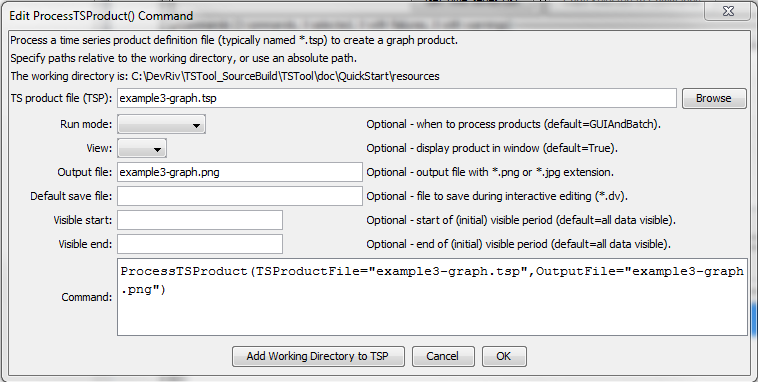 Edit ProcessTSProduct() Command
Process a time series product definition file (typically named *.tsp) to create a graph product.
Specify paths relative to the working directory, or use an absolute path.
The working directory is: C:\DevRiv\TSTool_SourceBuild\TSTool\doc\QuickStart\resources
TS product file (TSP): example3-graph.tsp Browse
Run mode: Optional - when to process products (default=GUIAndBatch).
View: Optional - display product in window (default=True).
Output file: example3-graph.png Optional - output file with *.png or *.jpg extension.
Default save file: Optional - file to save during interactive editing (*.dv).
Visible start: Optional - start of (initial) visible period (default=all data visible).
Visible end: Optional - end of (initial) visible period (default=all data visible).
Command: ProcessTSProduct(TSProductFile="example3-graph.tsp",OutputFile="example3-graph
.png")
Add Working Directory to TSP Cancel OK